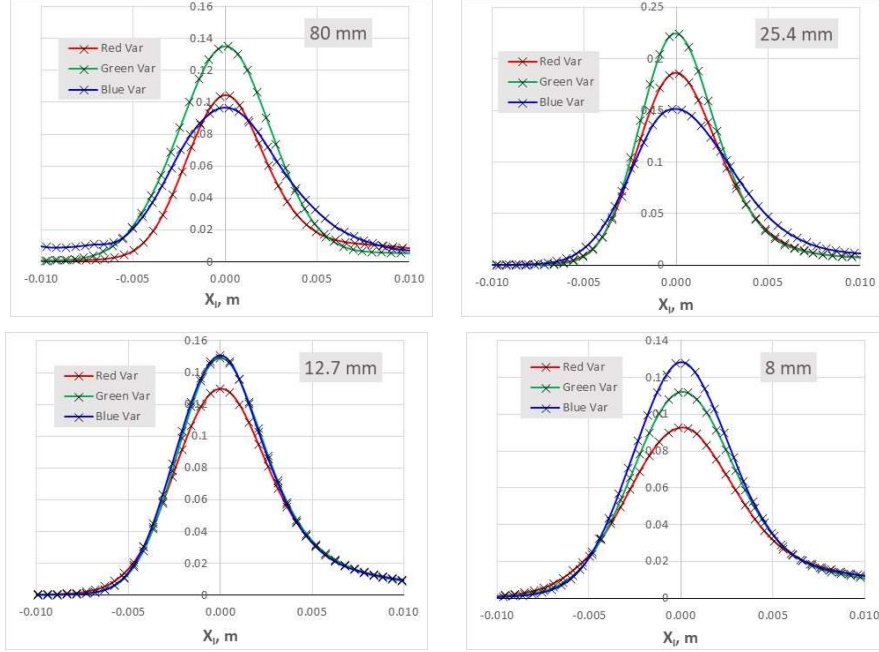 0.16
80 mm
0.14
Red Var
Green Var
Blue Var
0.12
0.1
0.08
0.06
0.04
0.02
0
-0.010 -0.005 0.000 0.005 0.010
Xᵢ, m
0.25
25.4 mm
0.2
Red Var
Green Var
Blue Var
0.15
0.1
0.05
0
-0.010 -0.005 0.000 0.005 0.010
Xᵢ, m
0.16
12.7 mm
0.14
Red Var
Green Var
Blue Var
0.12
0.1
0.08
0.06
0.04
0.02
0
-0.010 -0.005 0.000 0.005 0.010
Xᵢ, m
0.14
8 mm
Red Var
Green Var
Blue Var
0.12
0.1
0.08
0.06
0.04
0.02
0
-0.010 -0.005 0.000 0.005 0.010
Xᵢ, m